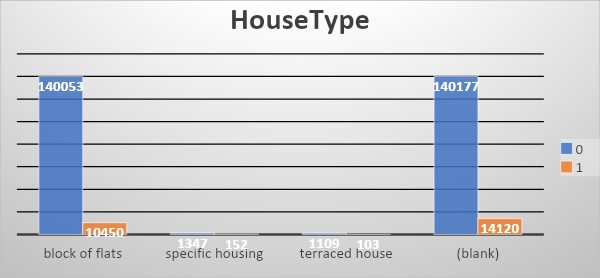 HouseType
140053
140177
10450
14120
1347
152
1109
103
block of flats
specific housing
terraced house
(blank)
0
1